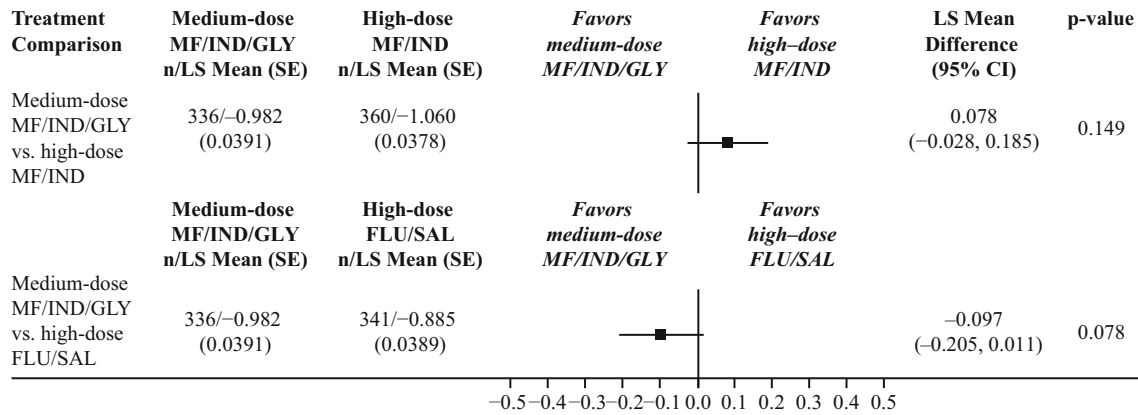 Treatment Comparison
Medium-dose MF/IND/GLY n/LS Mean (SE)
High-dose MF/IND n/LS Mean (SE)
Favors medium-dose MF/IND/GLY
Favors high–dose MF/IND
LS Mean Difference (95% CI)
p-value
Medium-dose
MF/IND/GLY
vs. high-dose
MF/IND
336/–0.982
(0.0391)
360/−1.060
(0.0378)
0.078
(−0.028, 0.185)
0.149
Medium-dose
MF/IND/GLY
n/LS Mean (SE)
High-dose
FLU/SAL
n/LS Mean (SE)
Favors
medium-dose
MF/IND/GLY
Favors
high–dose
FLU/SAL
Medium-dose
MF/IND/GLY
vs. high-dose
FLU/SAL
336/−0.982
(0.0391)
341/−0.885
(0.0389)
–0.097
(−0.205, 0.011)
0.078
−0.5 −0.4 −0.3 −0.2 −0.1 0.0 0.1 0.2 0.3 0.4 0.5